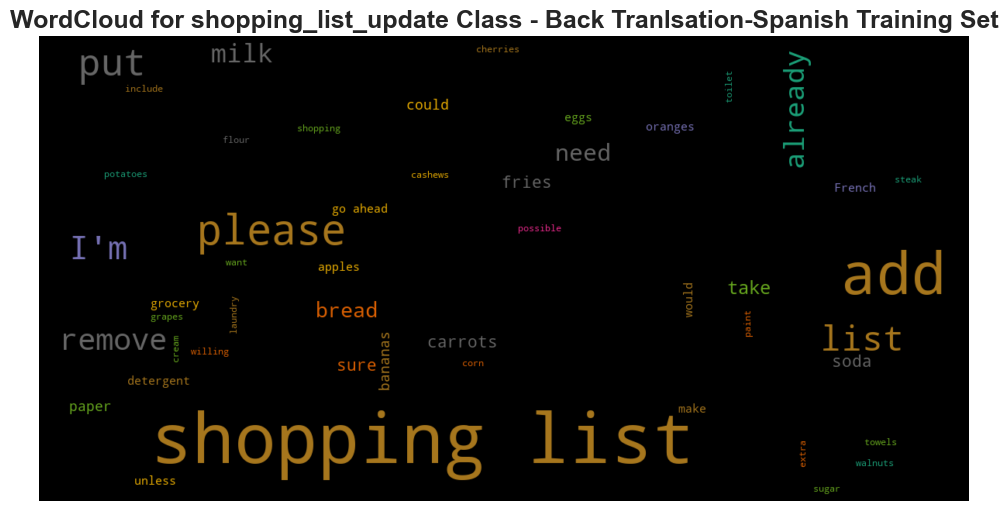 WordCloud for shopping_list_update Class - Back Tranlsation-Spanish Training Set
put
milk
cherries
already
toilet
include
could
eggs
shopping
oranges
flour
need
potatoes
cashews
fries
French
steak
go ahead
please
possible
I'm
want
apples
add
take
grocery
grapes
laundry
bread
would
paint
remove
cream
willing
sure
bananas
carrots
corn
list
soda
detergent
paper
make
shopping list
unless
extra
towels
walnuts
sugar